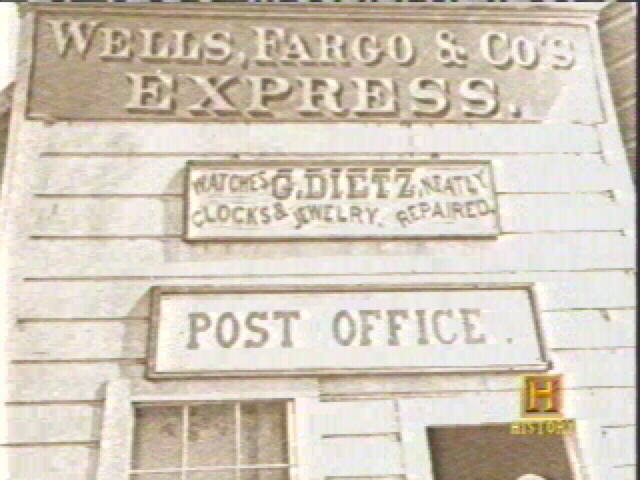 WELLS, FARGO & CO'S
EXPRESS.
WATCHES G. DIETZ, NEATLY
CLOCKS & JEWELRY. REPAIRED.
POST OFFICE.
H
HISTORY